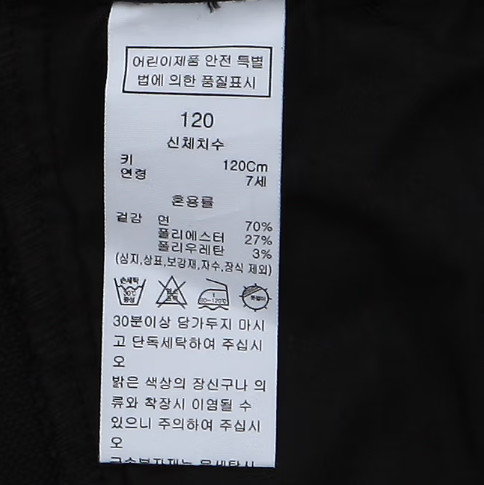 어린이제품 안전 특별
법에 의한 품질표시
120
신체치수
키 120Cm
연령 7세
혼용률
겉감 면 70%
폴리에스터 27%
폴리우레탄 3%
(심지,상표,보강재,자수,장식 제외)
30분이상 담가두지 마시
고 단독세탁하여 주십시
오
밝은 색상의 장신구나 의
류와 착장시 이염될 수
있으니 주의하여 주십시
오